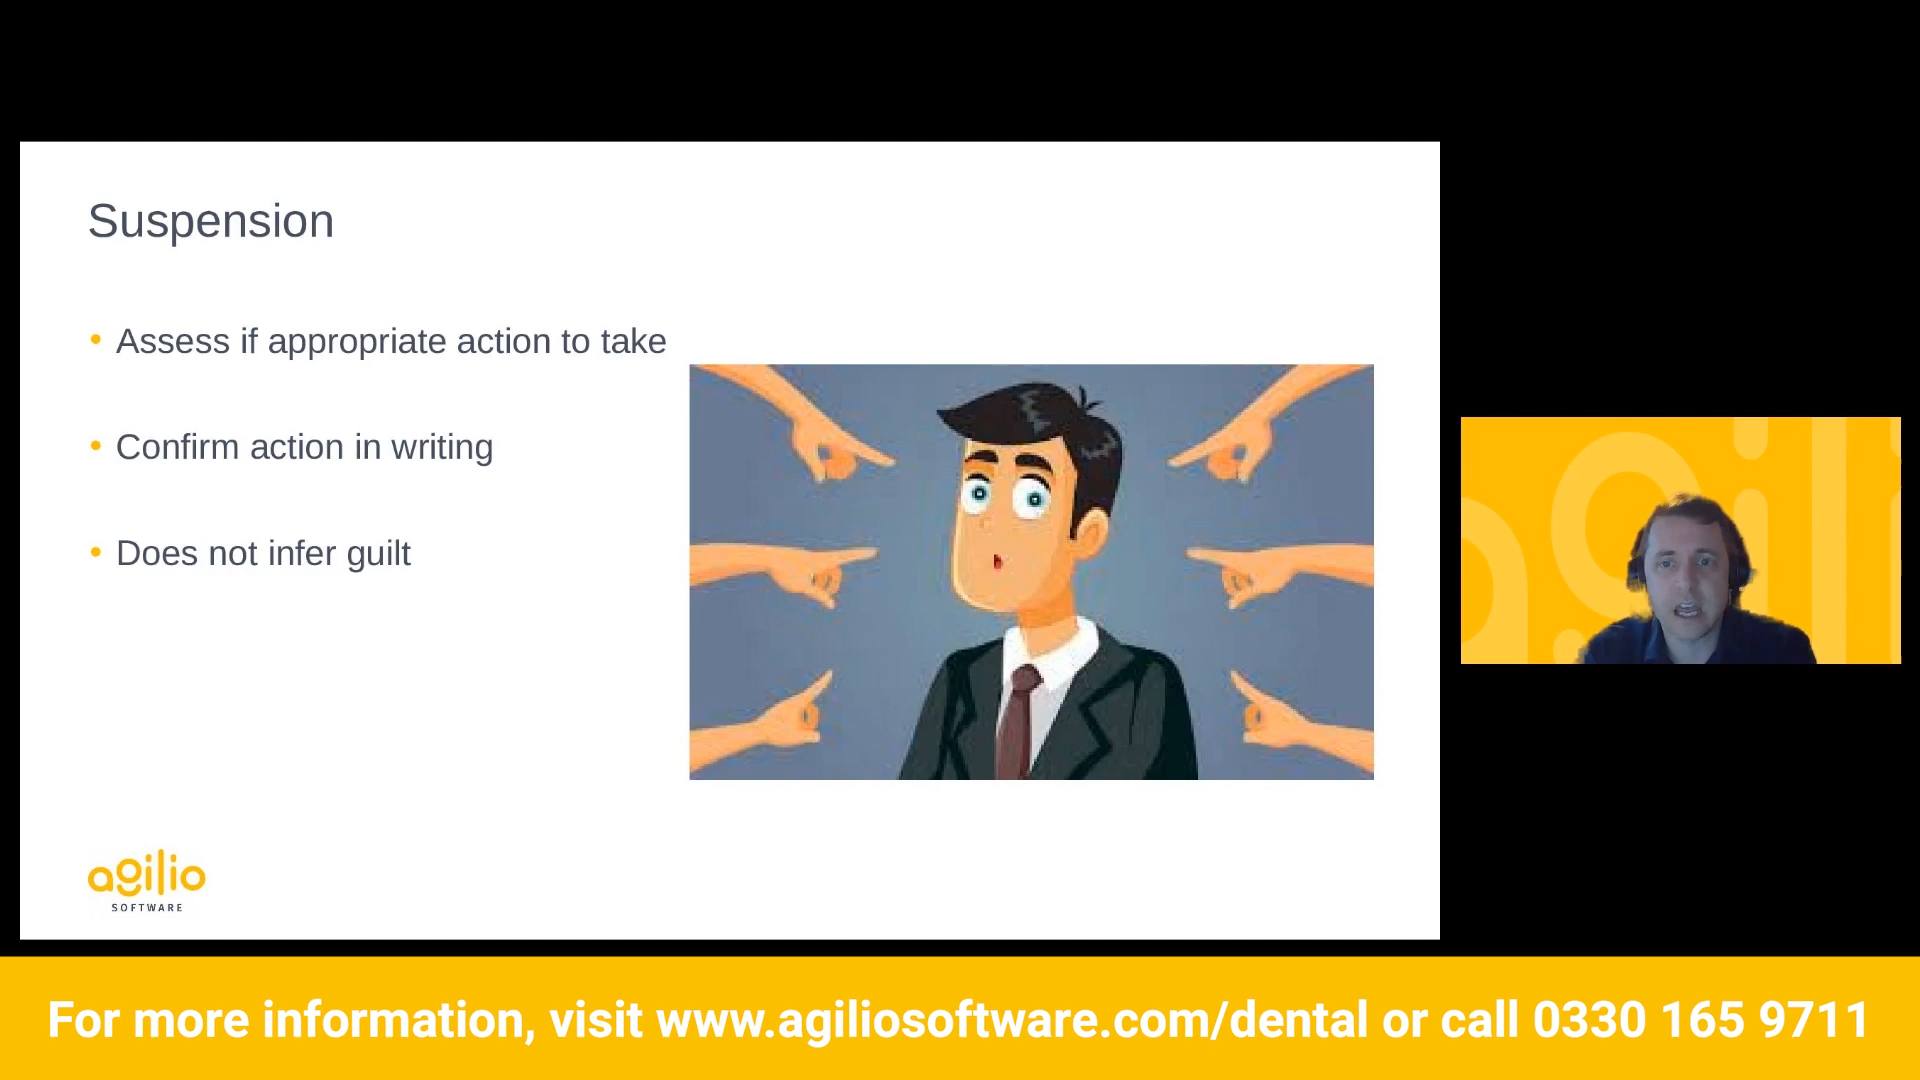 Suspension
• Assess if appropriate action to take
• Confirm action in writing
• Does not infer guilt
agilio
SOFTWARE
agili
For more information, visit www.agiliosoftware.com/dental or call 0330 165 9711